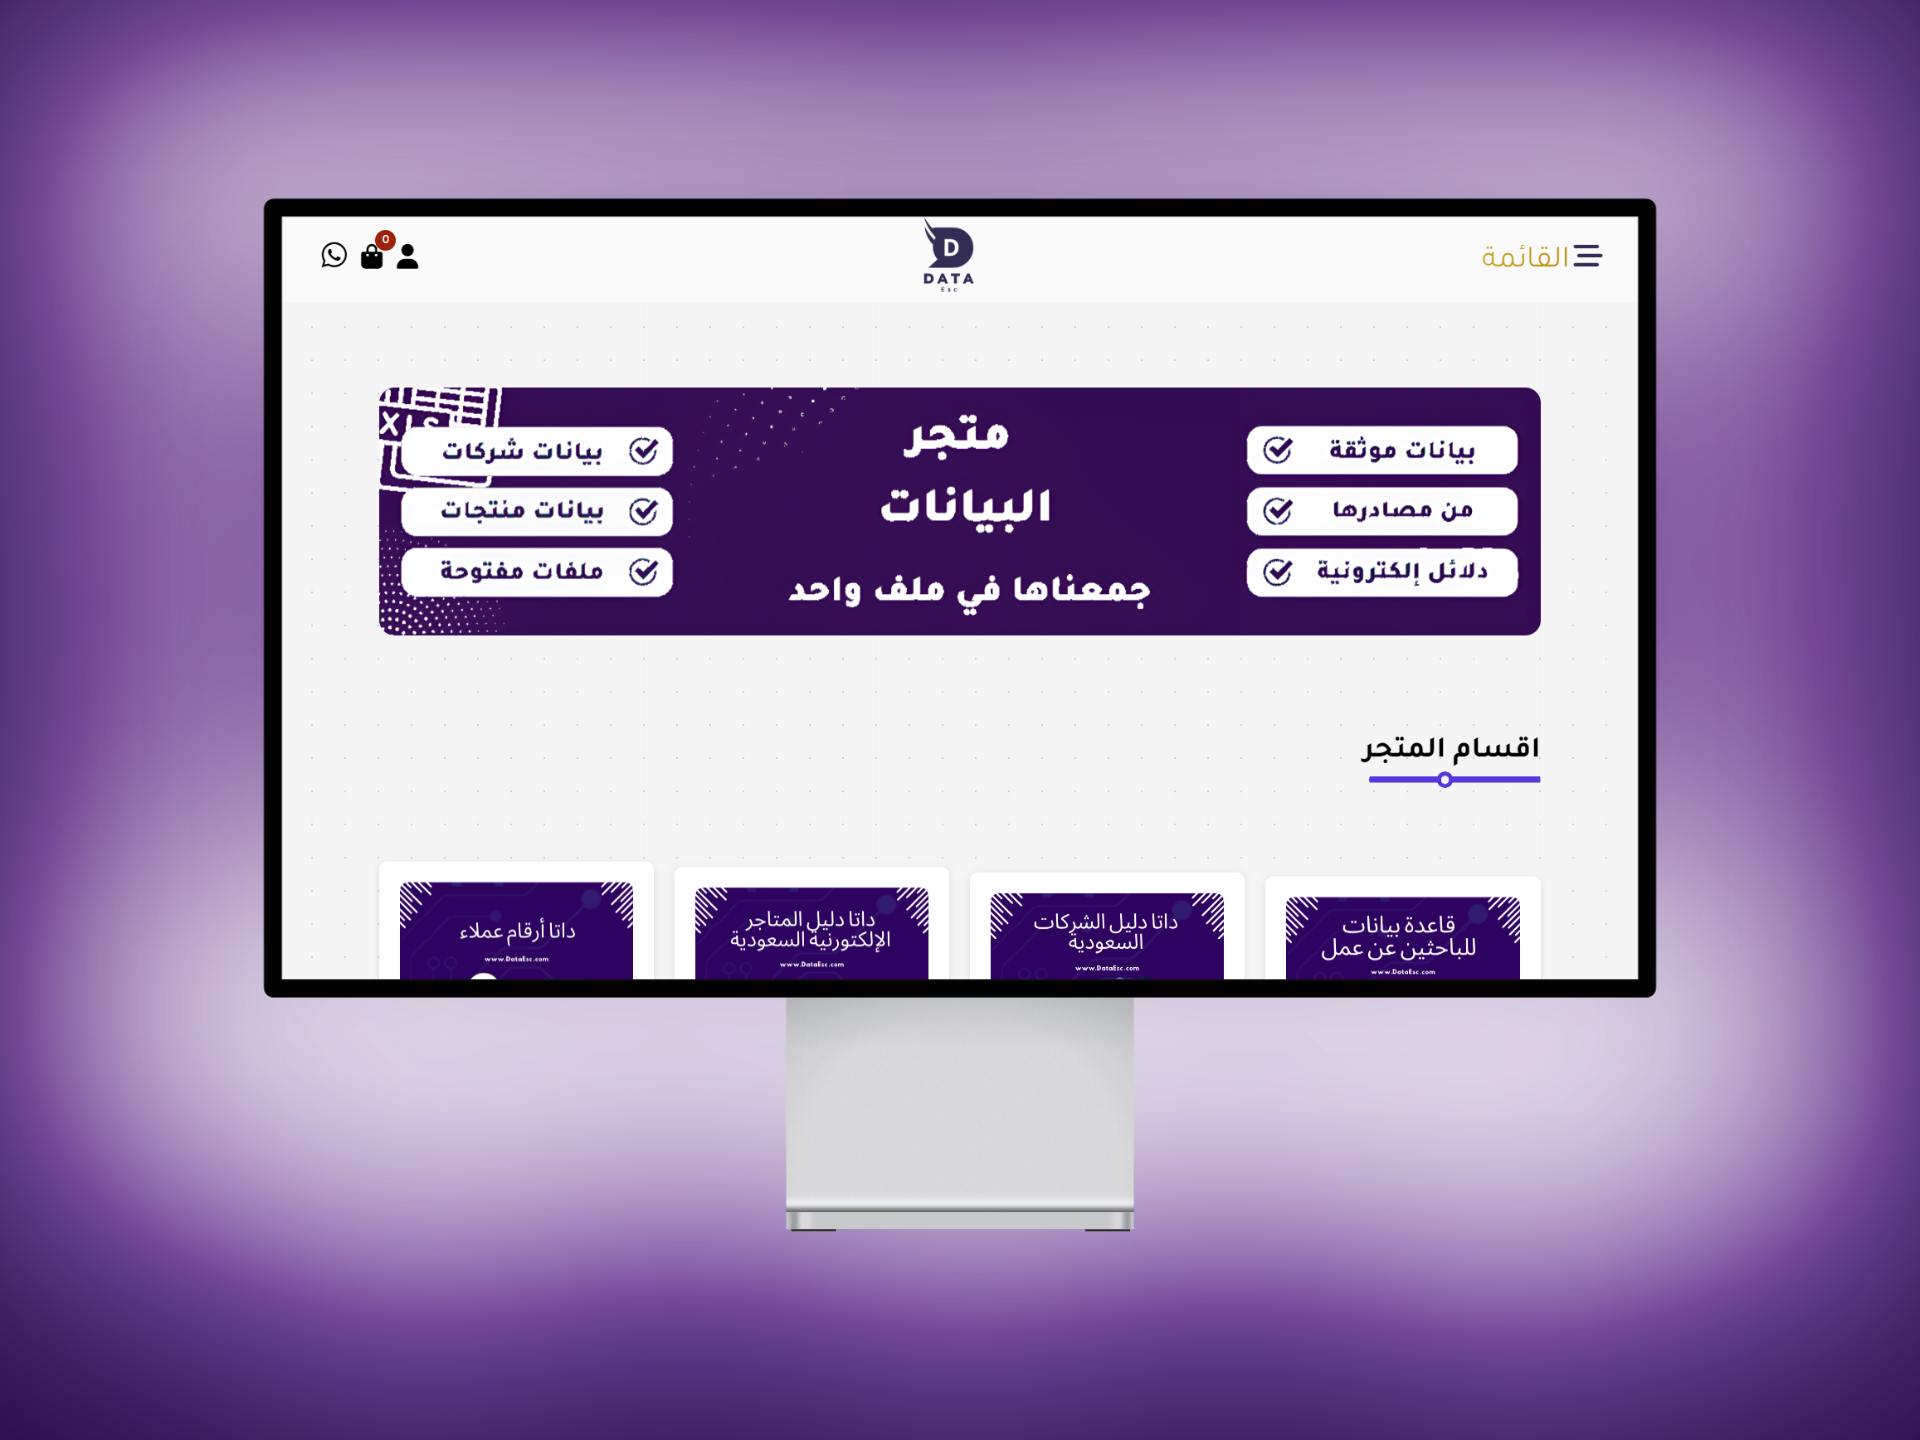 القائمة
D
DATA
Esc
0
XLS
متجر
البيانات
جمعناها في ملف واحد
بيانات موثقة
من مصادرها
دلائل إلكترونية
بيانات شركات
بيانات منتجات
ملفات مفتوحة
اقسام المتجر
قاعدة بيانات
للباحثين عن عمل
www.DataEsc.com
داتا دليل الشركات
السعودية
www.DataEsc.com
داتا دليل المتاجر
الإلكتورنية السعودية
www.DataEsc.com
داتا أرقام عملاء
www.DataEsc.com